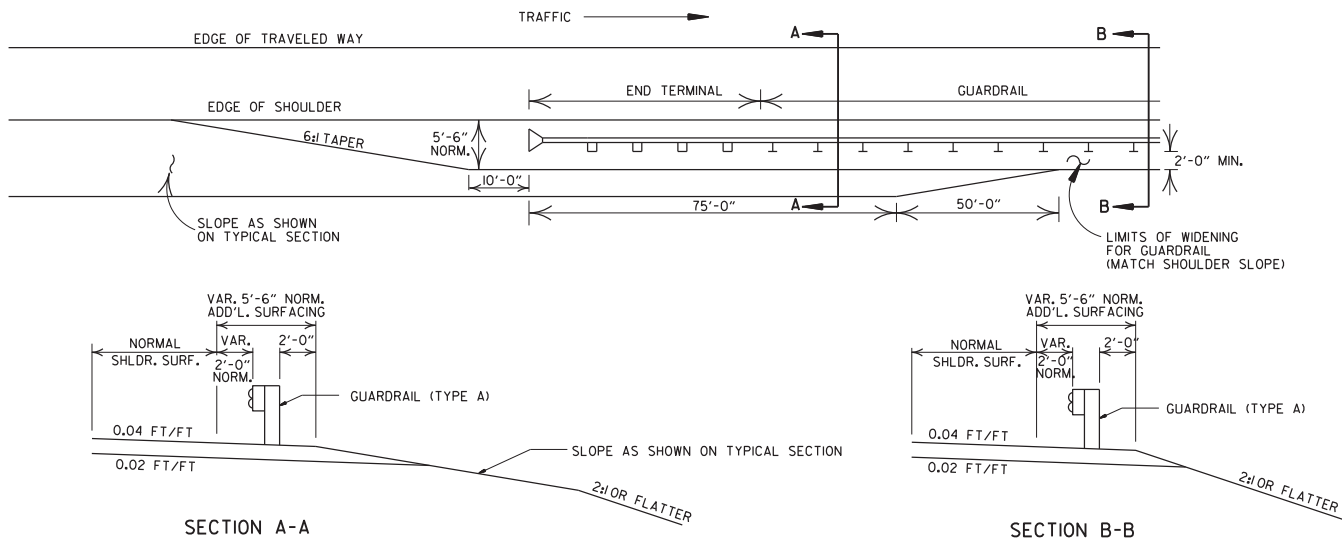 TRAFFIC
EDGE OF TRAVELED WAY
A
B
END TERMINAL
GUARDRAIL
EDGE OF SHOULDER
6:1 TAPER
5'-6"
NORM.
2'-0" MIN.
10'-0"
75'-0"
A
50'-0"
B
SLOPE AS SHOWN
ON TYPICAL SECTION
LIMITS OF WIDENING
FOR GUARDRAIL
(MATCH SHOULDER SLOPE)
VAR. 5'-6" NORM.
ADD'L. SURFACING
NORMAL
SHLDR. SURF.
VAR.
2'-0"
NORM.
2'-0"
GUARDRAIL (TYPE A)
0.04 FT/FT
0.02 FT/FT
SLOPE AS SHOWN ON TYPICAL SECTION
2:1 OR FLATTER
SECTION A-A
VAR. 5'-6" NORM.
ADD'L. SURFACING
NORMAL
SHLDR. SURF.
VAR.
2'-0"
NORM.
2'-0"
GUARDRAIL (TYPE A)
0.04 FT/FT
0.02 FT/FT
2:1 OR FLATTER
SECTION B-B